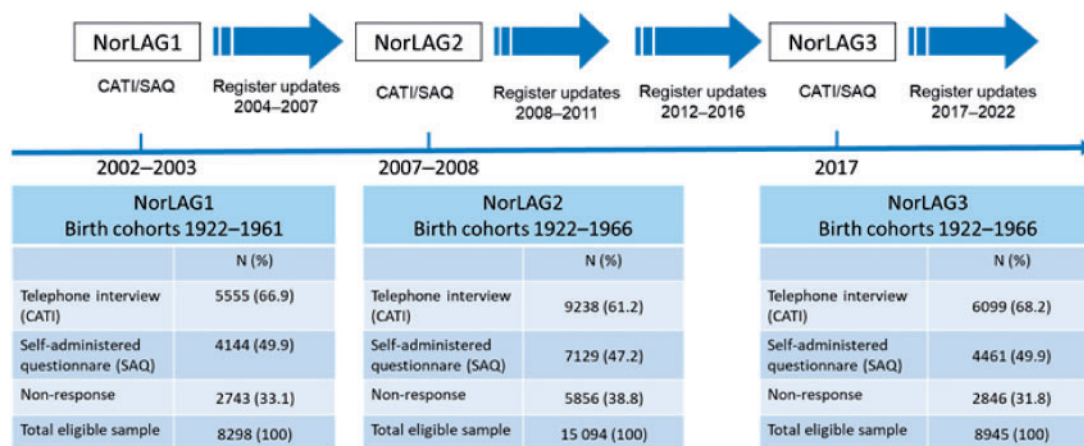 NorLAG1
NorLAG2
NorLAG3
CATI/SAQ
Register updates
2004–2007
CATI/SAQ
Register updates
2008–2011
Register updates
2012–2016
CATI/SAQ
Register updates
2017–2022
2002–2003
2007–2008
2017
NorLAG1
Birth cohorts 1922–1961
N (%)
Telephone interview
(CATI)
5555 (66.9)
Self-administered
questionnare (SAQ)
4144 (49.9)
Non-response
2743 (33.1)
Total eligible sample
8298 (100)
NorLAG2
Birth cohorts 1922–1966
N (%)
Telephone interview
(CATI)
9238 (61.2)
Self-administered
questionnare (SAQ)
7129 (47.2)
Non-response
5856 (38.8)
Total eligible sample
15 094 (100)
NorLAG3
Birth cohorts 1922–1966
N (%)
Telephone interview
(CATI)
6099 (68.2)
Self-administered
questionnare (SAQ)
4461 (49.9)
Non-response
2846 (31.8)
Total eligible sample
8945 (100)